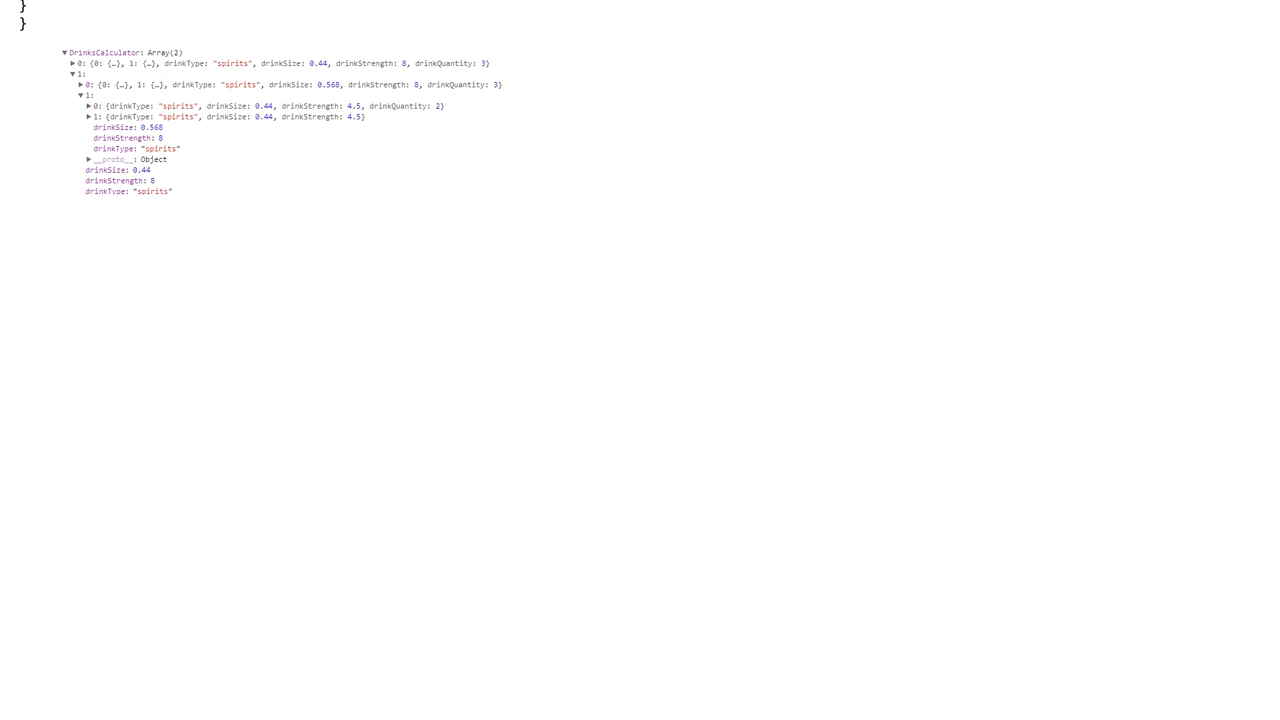 }
}
▼DrinksCalculator: Array(2)
▶0: {0: {…}, 1: {…}, drinkType: "spirits", drinkSize: 0.44, drinkStrength: 8, drinkQuantity: 3}
▼1:
▶0: {0: {…}, 1: {…}, drinkType: "spirits", drinkSize: 0.568, drinkStrength: 8, drinkQuantity: 3}
▼1:
▶0: {drinkType: "spirits", drinkSize: 0.44, drinkStrength: 4.5, drinkQuantity: 2}
▶1: {drinkType: "spirits", drinkSize: 0.44, drinkStrength: 4.5}
drinkSize: 0.568
drinkStrength: 8
drinkType: "spirits"
▶__proto__: Object
drinkSize: 0.44
drinkStrength: 8
drinkType: "spirits"